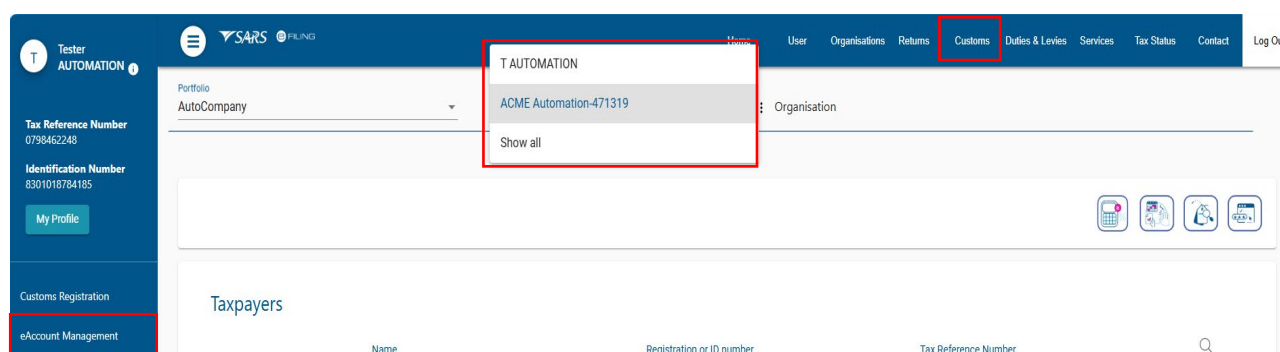 T
Tester
AUTOMATION
Tax Reference Number
0798462248
Identification Number
8301018784185
My Profile
Customs Registration
eAccount Management
SARS eFILING
Home
User
Organisations
Returns
Customs
Duties & Levies
Services
Tax Status
Contact
Log Ou
Portfolio
AutoCompany
T AUTOMATION
ACME Automation-471319
Show all
Organisation
Taxpayers
Name
Registration or ID number
Tax Reference Number